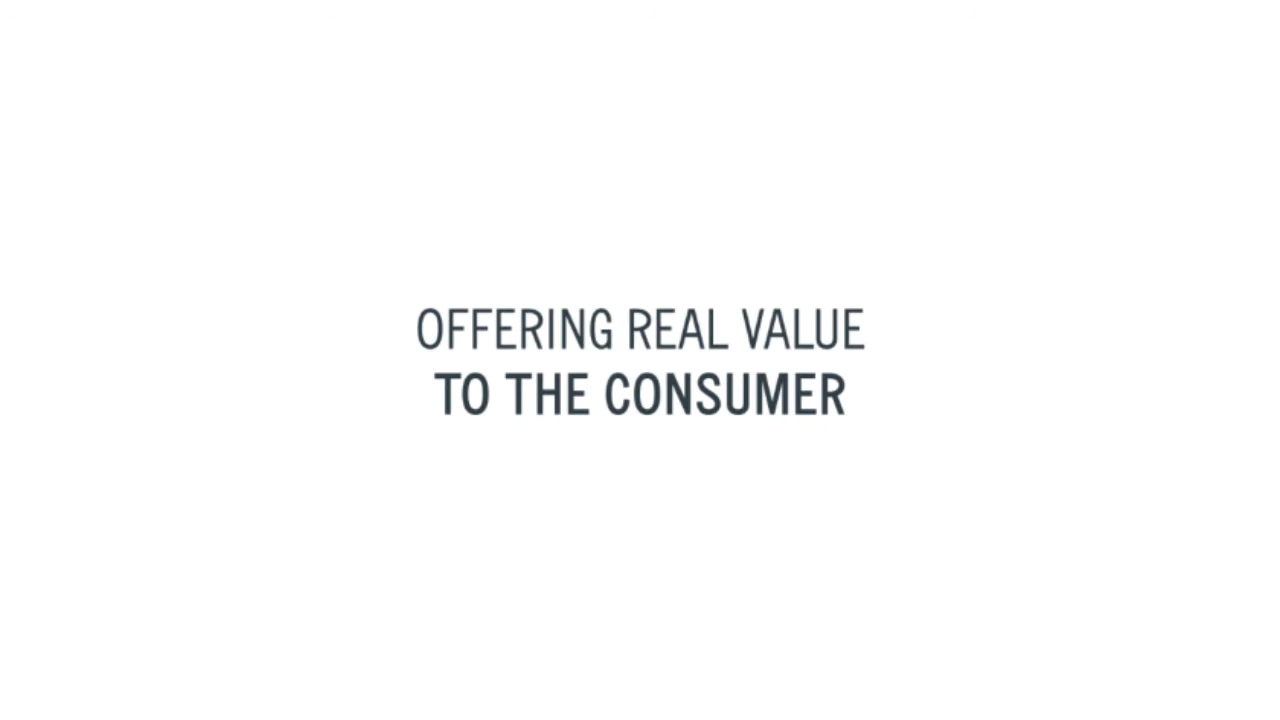 OFFERING REAL VALUE
TO THE CONSUMER